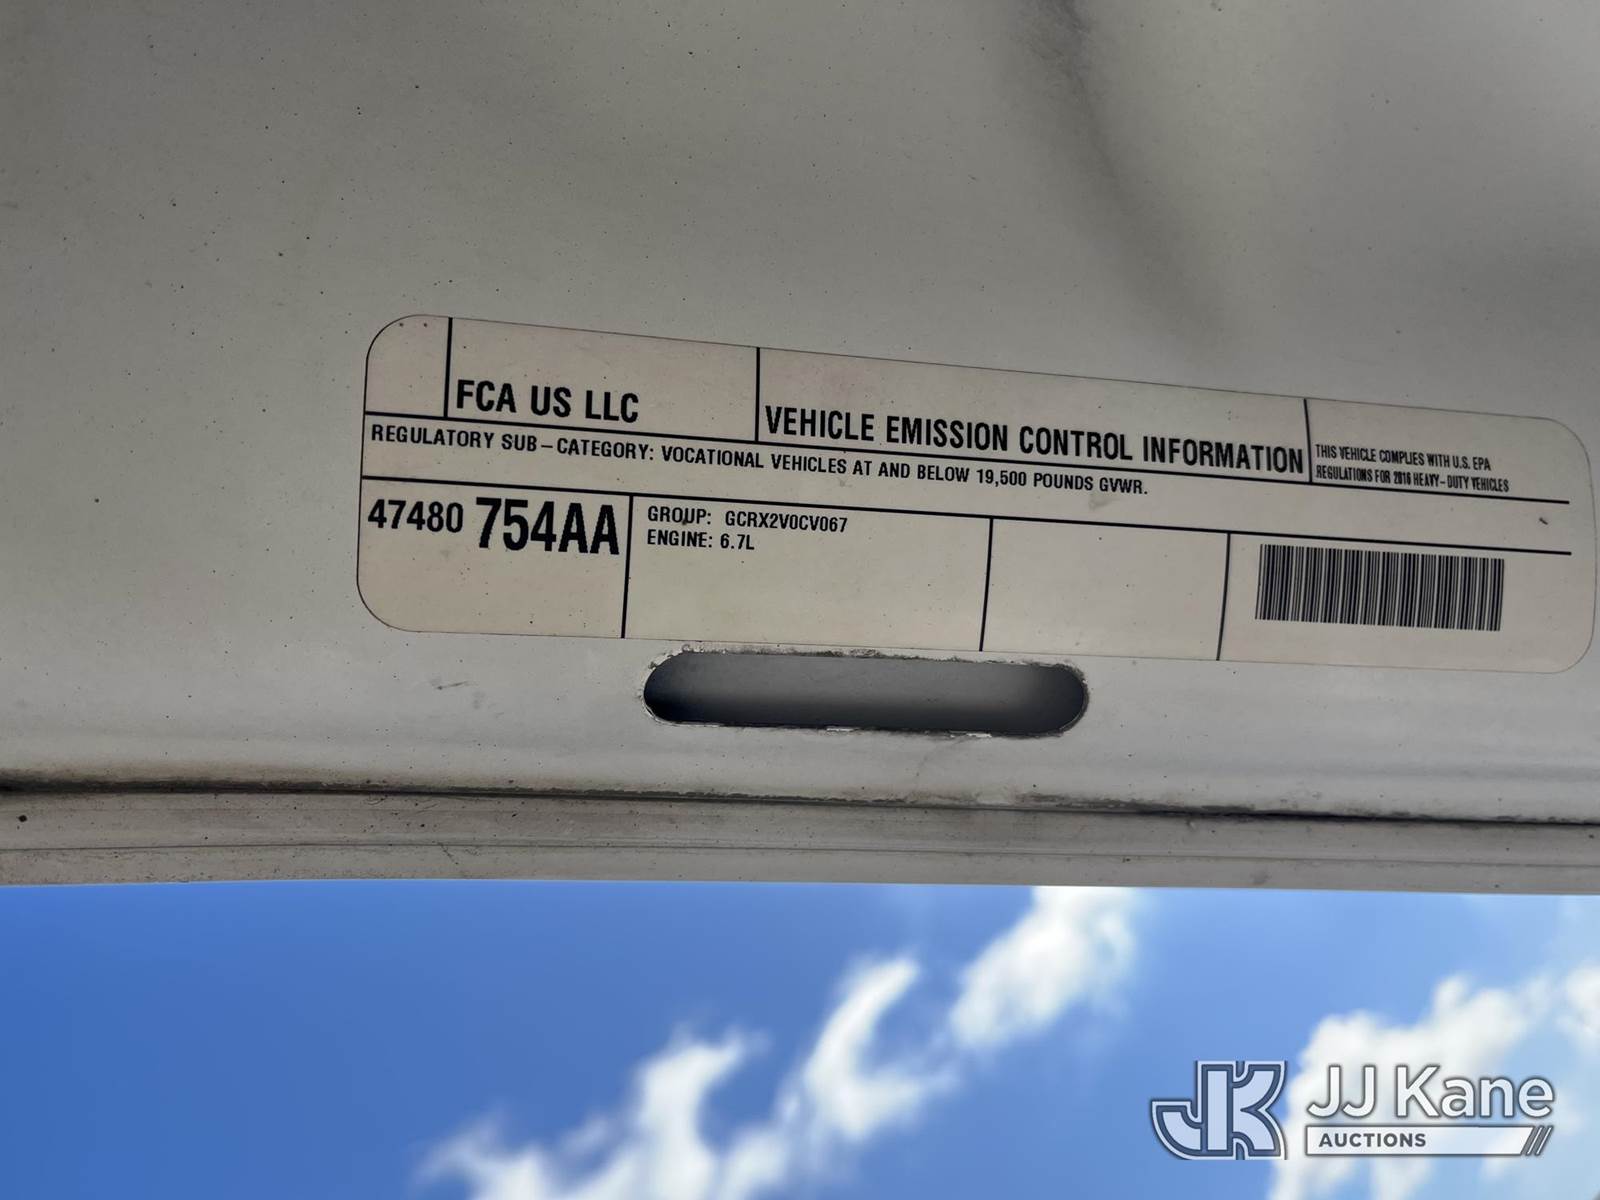 FCA US LLC
VEHICLE EMISSION CONTROL INFORMATION
THIS VEHICLE COMPLIES WITH U.S. EPA
REGULATIONS FOR 2016 HEAVY-DUTY VEHICLES
REGULATORY SUB-CATEGORY: VOCATIONAL VEHICLES AT AND BELOW 19,500 POUNDS GVWR.
47480 754AA
GROUP: GCRX2V0CV067
ENGINE: 6.7L
JK JJ Kane
AUCTIONS